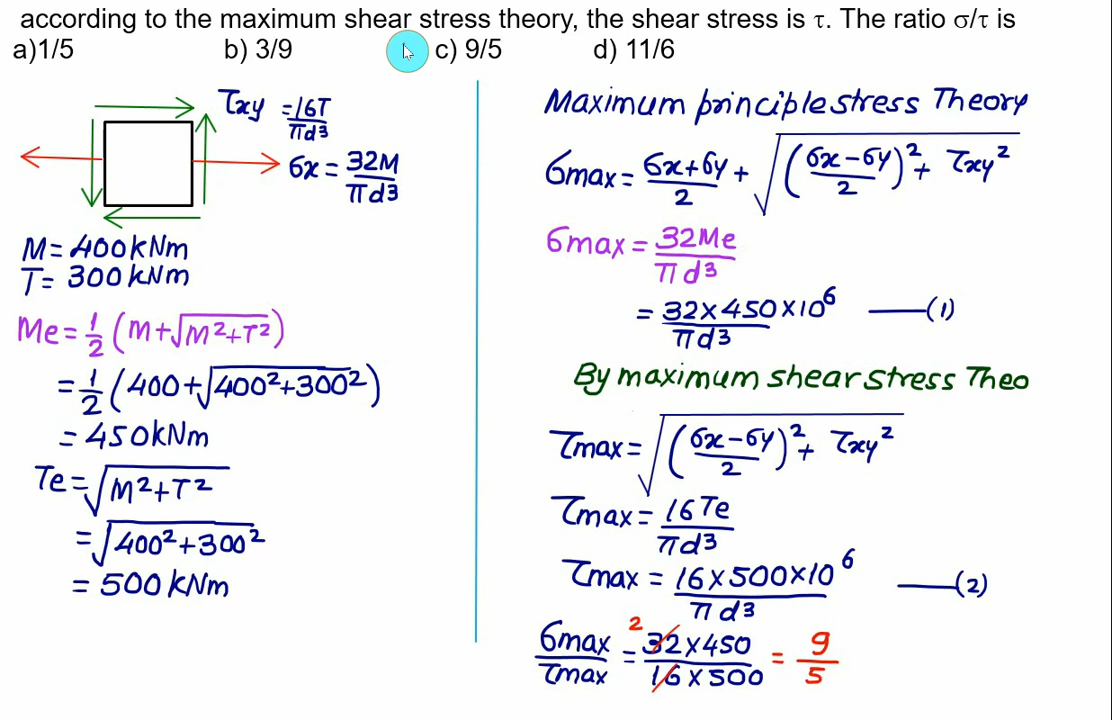 according to the maximum shear stress theory, the shear stress is τ. The ratio σ/τ is
a)1/5 b) 3/9 c) 9/5 d) 11/6
τxy = 16T/πd³
σx = 32M/πd³
M = 400kNm
T = 300kNm
Me = 1/2 (M+√M²+T²)
= 1/2 (400+√400²+300²)
= 450kNm
Te = √M²+T²
= √400²+300²
= 500kNm
Maximum principle stress Theory
σmax = σx+σy/2 + √(σx-σy/2)² + τxy²
σmax = 32Me/πd³
= 32×450×10⁶/πd³ —(1)
By maximum shear stress Theo
τmax = √(σx-σy/2)² + τxy²
τmax = 16Te/πd³
τmax = 16×500×10⁶/πd³ —(2)
σmax/τmax = 2 32×450/16×500 = 9/5